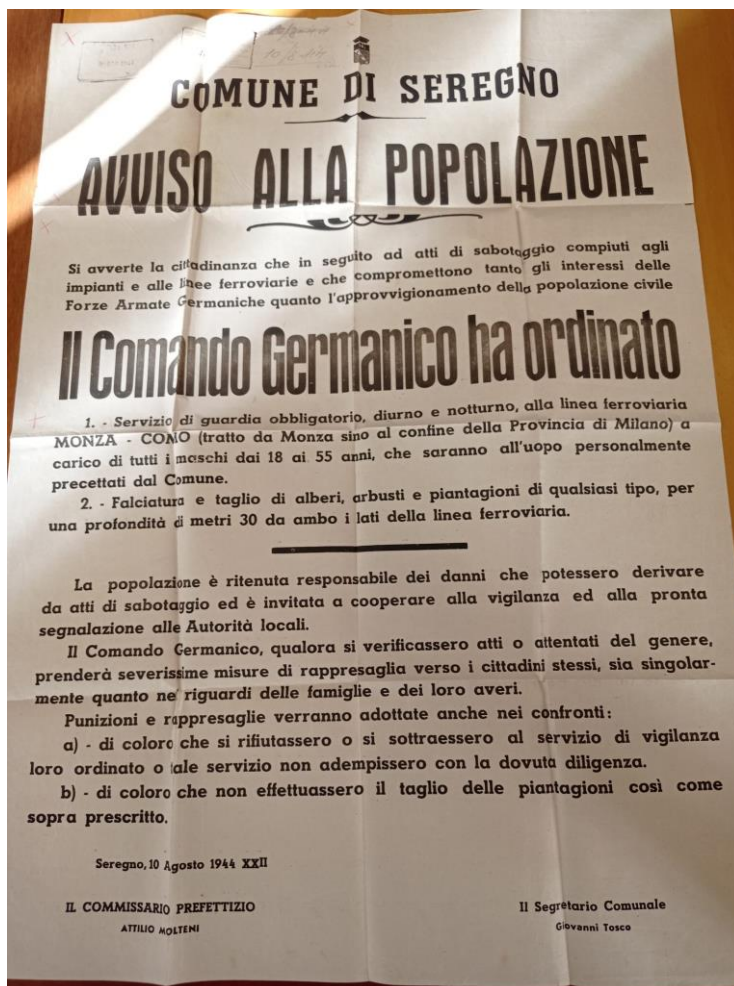 10/8-44
COMUNE DI SEREGNO
AVVISO ALLA POPOLAZIONE
Si avverte la cittadinanza che in seguito ad atti di sabotaggio compiuti agli
impianti e alle linee ferroviarie e che compromettono tanto gli interessi delle
Forze Armate Germaniche quanto l'approvvigionamento della popolazione civile
Il Comando Germanico ha ordinato
1. - Servizio di guardia obbligatorio, diurno e notturno, alla linea ferroviaria
MONZA - COMO (tratto da Monza sino al confine della Provincia di Milano) a
carico di tutti i maschi dai 18 ai 55 anni, che saranno all'uopo personalmente
precettati dal Comune.
2. - Falciatura e taglio di alberi, arbusti e piantagioni di qualsiasi tipo, per
una profondità di metri 30 da ambo i lati della linea ferroviaria.
La popolazione è ritenuta responsabile dei danni che potessero derivare
da atti di sabotaggio ed è invitata a cooperare alla vigilanza ed alla pronta
segnalazione alle Autorità locali.
Il Comando Germanico, qualora si verificassero atti o attentati del genere,
prenderà severissime misure di rappresaglia verso i cittadini stessi, sia singolar-
mente quanto ne' riguardi delle famiglie e dei loro averi.
Punizioni e rappresaglie verranno adottate anche nei confronti:
a) - di coloro che si rifiutassero o si sottraessero al servizio di vigilanza
loro ordinato o tale servizio non adempissero con la dovuta diligenza.
b) - di coloro che non effettuassero il taglio delle piantagioni così come
sopra prescritto.
Seregno, 10 Agosto 1944 XXII
IL COMMISSARIO PREFETTIZIO
ATTILIO MOLTENI
Il Segretario Comunale
Giovanni Tosco